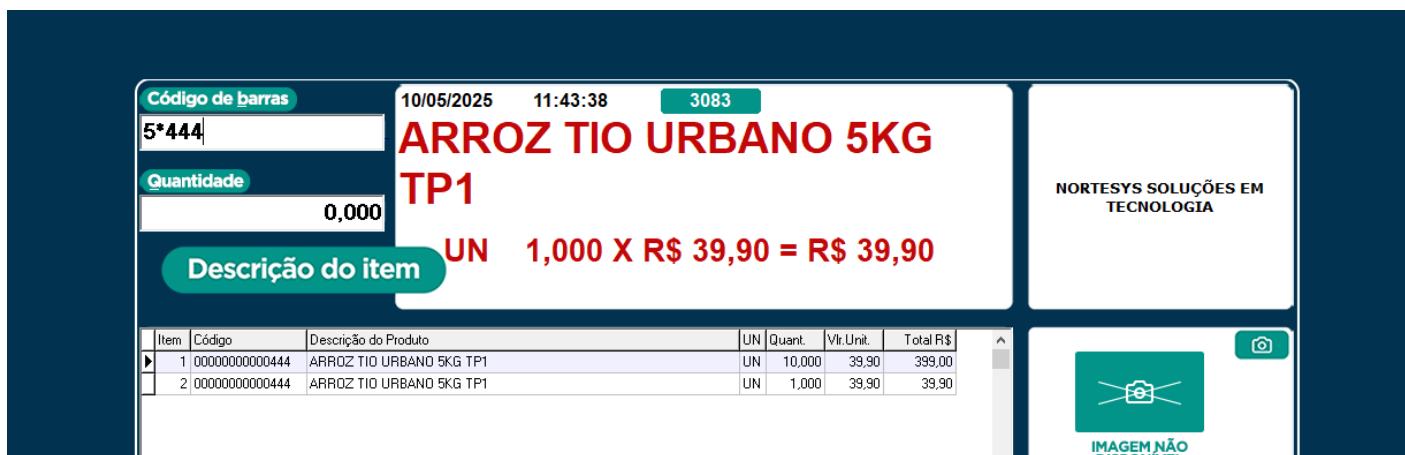 Código de barras
10/05/2025 11:43:38 3083
5*444
ARROZ TIO URBANO 5KG
TP1
Quantidade
0,000
UN 1,000 X R$ 39,90 = R$ 39,90
Descrição do item
NORTESYS SOLUÇÕES EM
TECNOLOGIA
Item Código Descrição do Produto UN Quant. Vlr.Unit. Total R$
1 00000000000444 ARROZ TIO URBANO 5KG TP1 UN 10,000 39,90 399,00
2 00000000000444 ARROZ TIO URBANO 5KG TP1 UN 1,000 39,90 39,90
IMAGEM NÃO